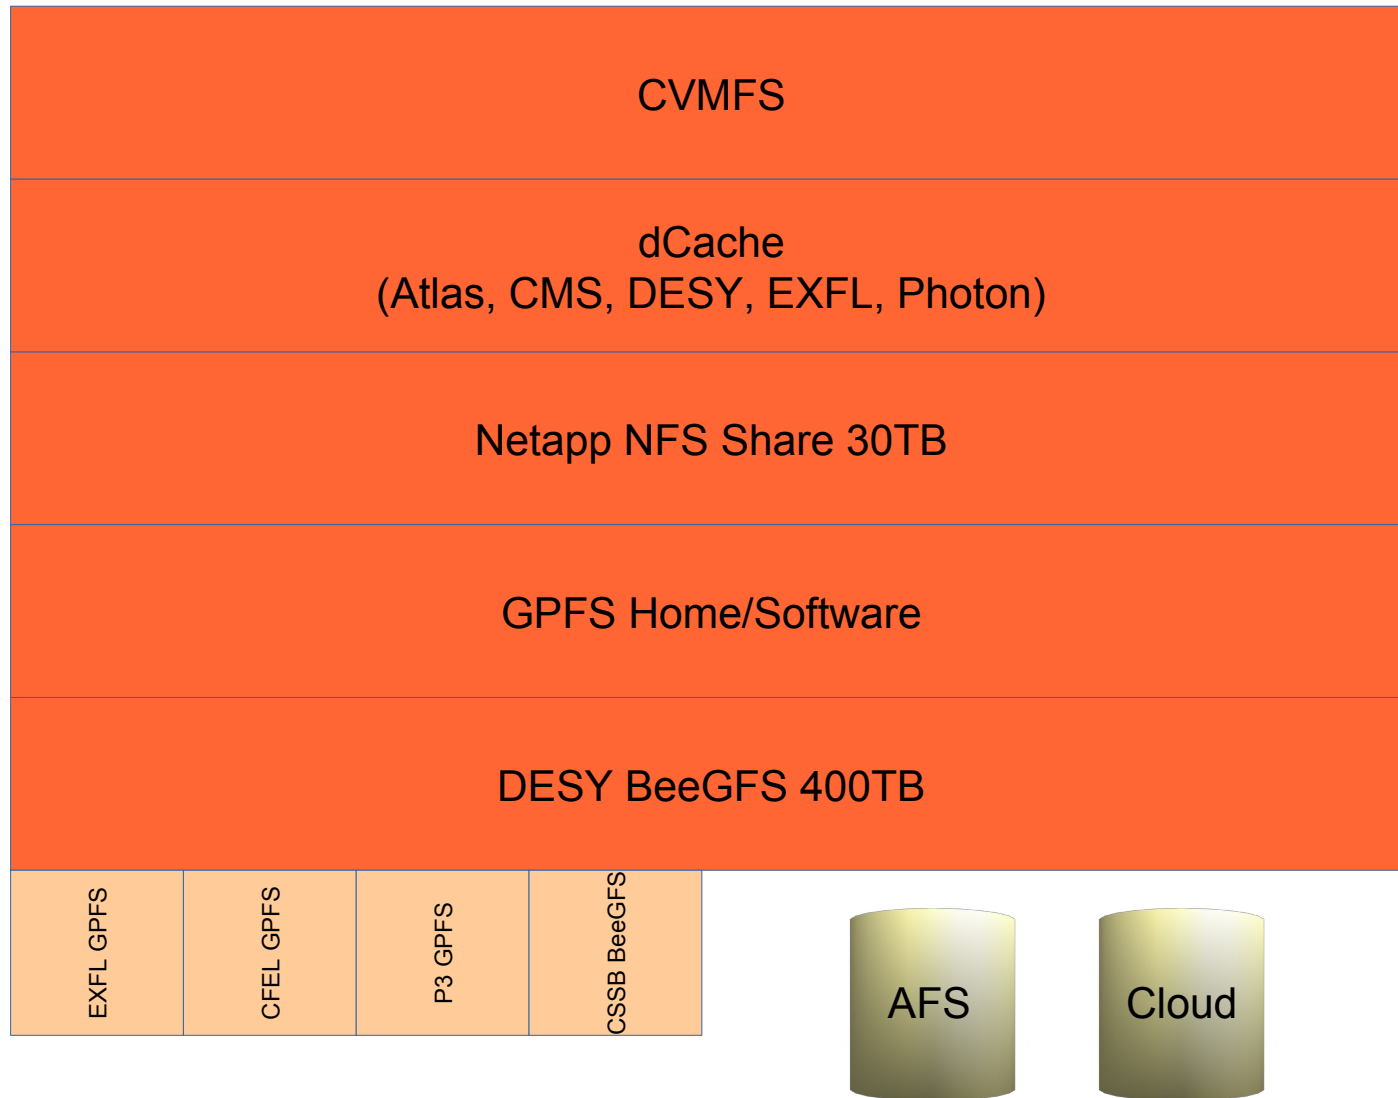 CVMFS
dCache
(Atlas, CMS, DESY, EXFL, Photon)
Netapp NFS Share 30TB
GPFS Home/Software
DESY BeeGFS 400TB
EXFL GPFS
CFEL GPFS
P3 GPFS
CSSB BeeGFS
AFS
Cloud